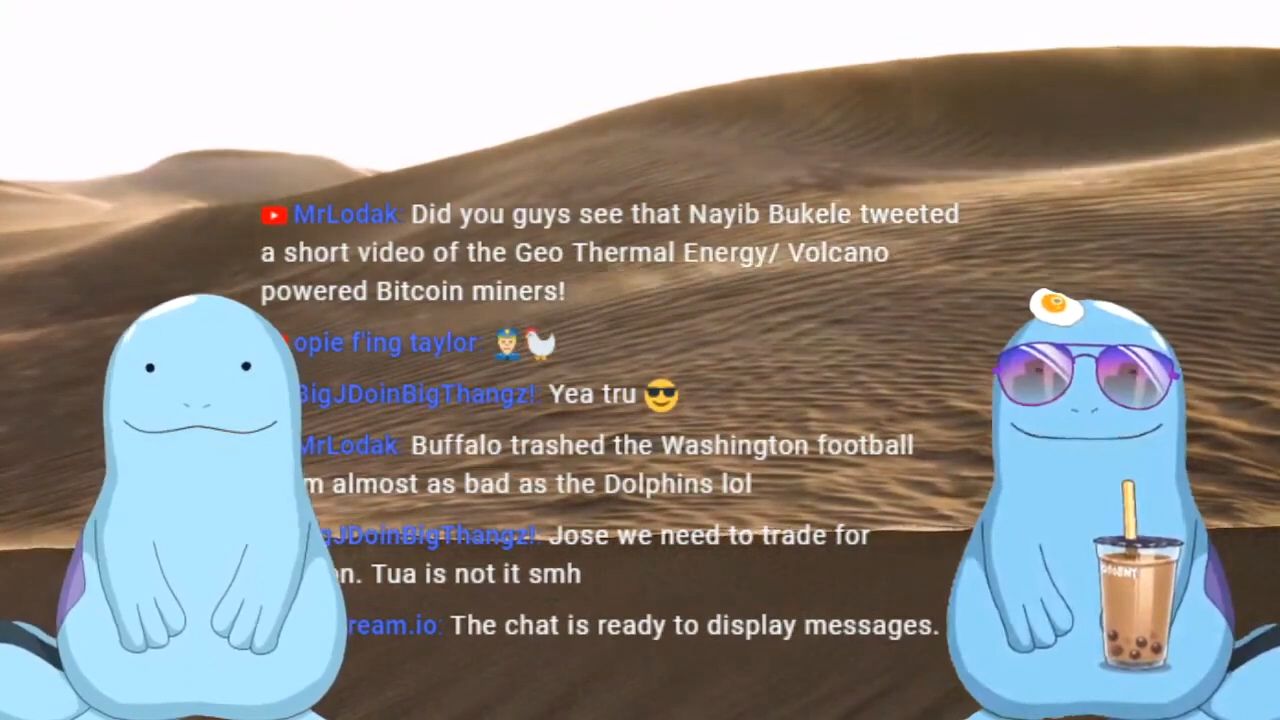 MrLodak: Did you guys see that Nayib Bukele tweeted
a short video of the Geo Thermal Energy/ Volcano
powered Bitcoin miners!
opie f'ing taylor: 👮🏼🐓
BigJDoinBigThangz!: Yea tru 😎
MrLodak: Buffalo trashed the Washington football
m almost as bad as the Dolphins lol
gJDoinBigThangz!: Jose we need to trade for
on. Tua is not it smh
ream.io: The chat is ready to display messages.